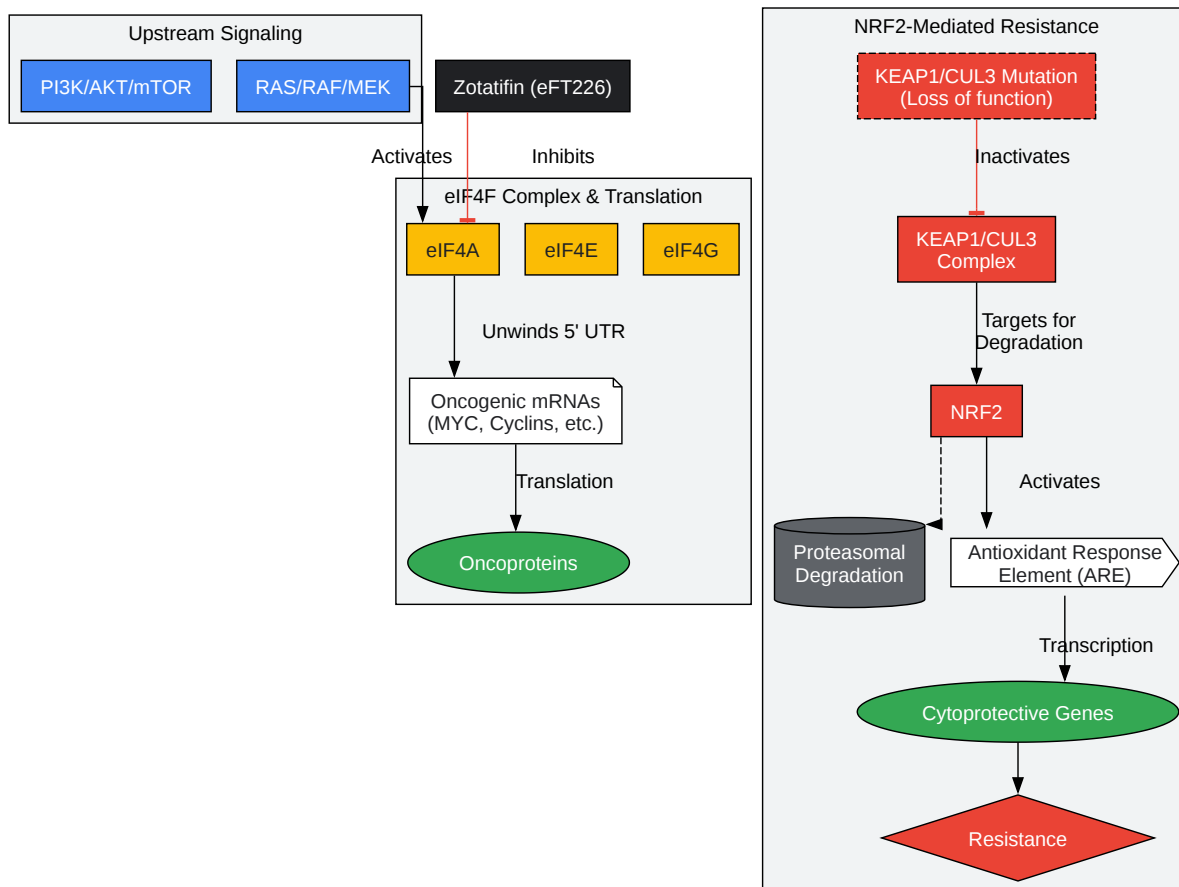 Upstream Signaling
PI3K/AKT/mTOR
RAS/RAF/MEK
Zotatifin (eFT226)
Activates
Inhibits
eIF4F Complex & Translation
eIF4A
eIF4E
eIF4G
Unwinds 5' UTR
Oncogenic mRNAs
(MYC, Cyclins, etc.)
Translation
Oncoproteins
NRF2-Mediated Resistance
KEAP1/CUL3 Mutation
(Loss of function)
Inactivates
KEAP1/CUL3
Complex
Targets for
Degradation
NRF2
Activates
Proteasomal
Degradation
Antioxidant Response
Element (ARE)
Transcription
Cytoprotective Genes
Resistance